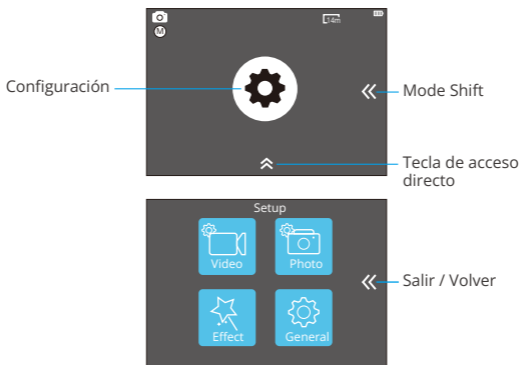 M
14m
Configuración
Mode Shift
Tecla de acceso
directo
Setup
Video
Photo
Salir / Volver
Effect
General